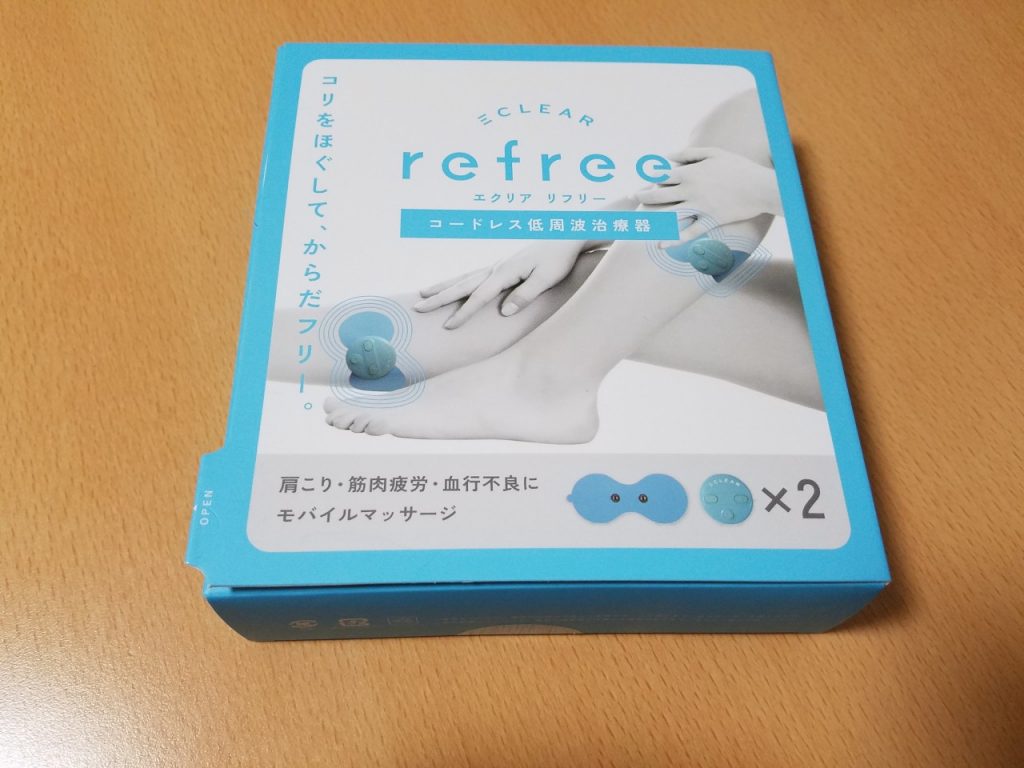 コリをほぐして、からだフリー。
ECLEAR
refree
エクリア リフリー
コードレス低周波治療器
肩こり・筋肉疲労・血行不良に
モバイルマッサージ
ECLEAR
×2
OPEN